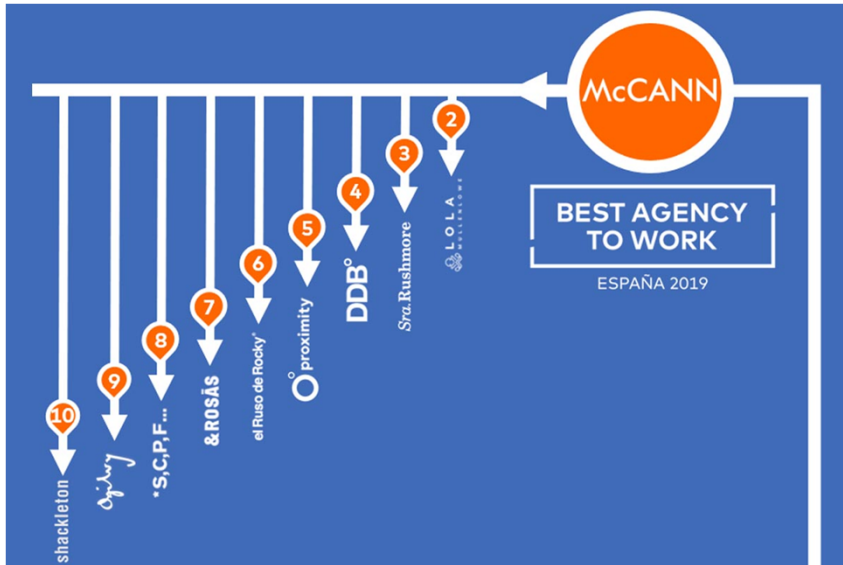 McCANN
BEST AGENCY
TO WORK
ESPAÑA 2019
2
LOLA
MULLENLOWE
3
Sra.Rushmore
4
DDB°
5
proximity
6
el Ruso de Rocky*
7
&ROSÀS
8
*S,C,P,F...
9
Ogilvy
10
shackleton